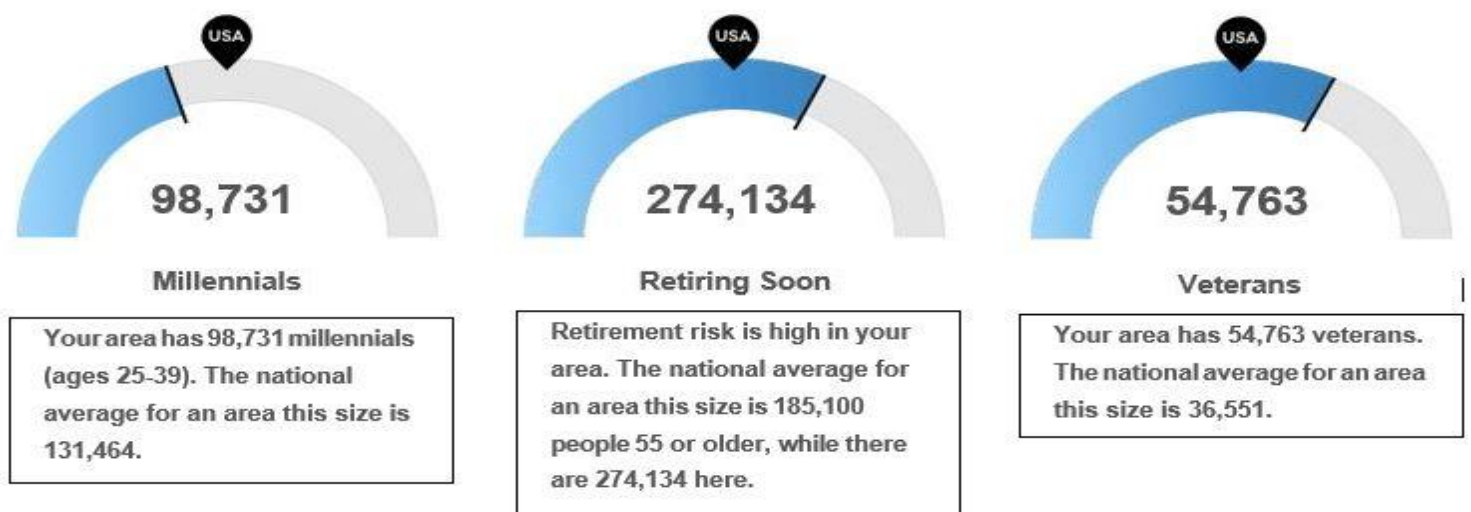 USA
USA
USA
98,731
274,134
54,763
Millennials
Retiring Soon
Veterans
Your area has 98,731 millennials
(ages 25-39). The national
average for an area this size is
131,464.
Retirement risk is high in your
area. The national average for
an area this size is 185,100
people 55 or older, while there
are 274,134 here.
Your area has 54,763 veterans.
The national average for an area
this size is 36,551.